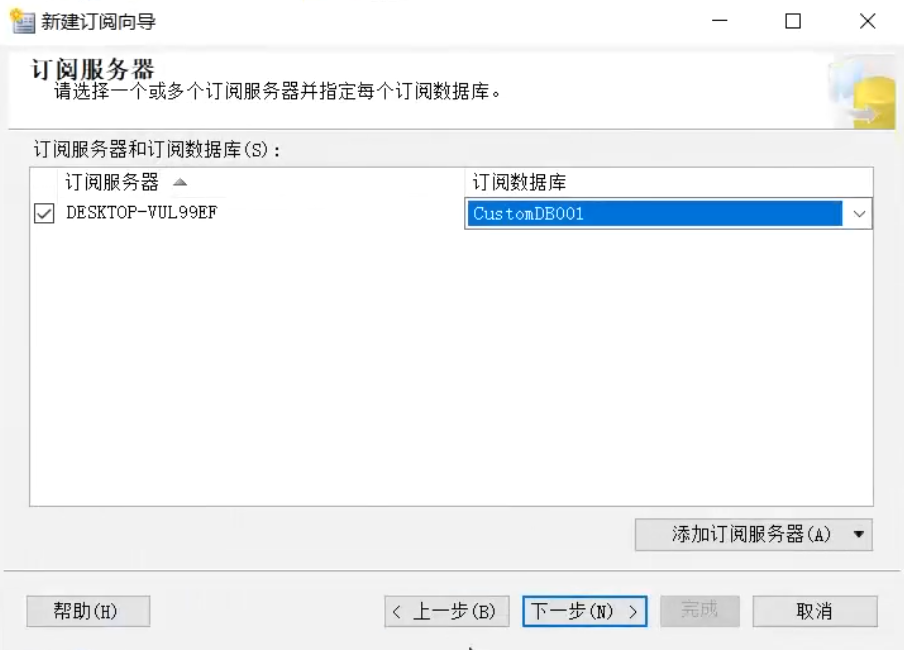 新建订阅向导
订阅服务器
请选择一个或多个订阅服务器并指定每个订阅数据库。
订阅服务器和订阅数据库(S):
订阅服务器 订阅数据库
DESKTOP-VUL99EF CustomDB001
添加订阅服务器(A)
帮助(H) < 上一步(B) 下一步(N) > 完成 取消